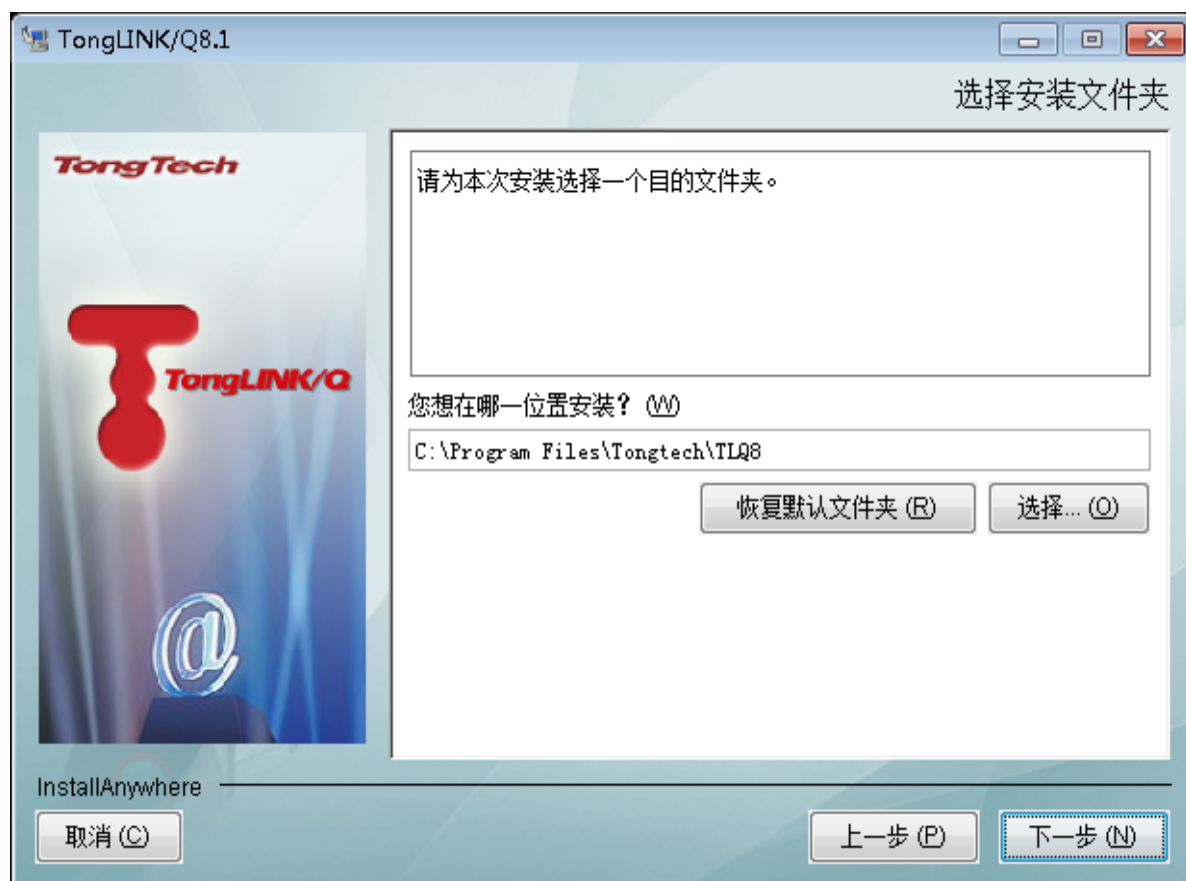 TongLINK/Q8.1
选择安装文件夹
TongTech
TongLINK/Q
@
请为本次安装选择一个目的文件夹。
您想在哪一位置安装？ (W)
C:\Program Files\Tongtech\TLQ8
恢复默认文件夹 (R)
选择... (O)
InstallAnywhere
取消 (C)
上一步 (P)
下一步 (N)